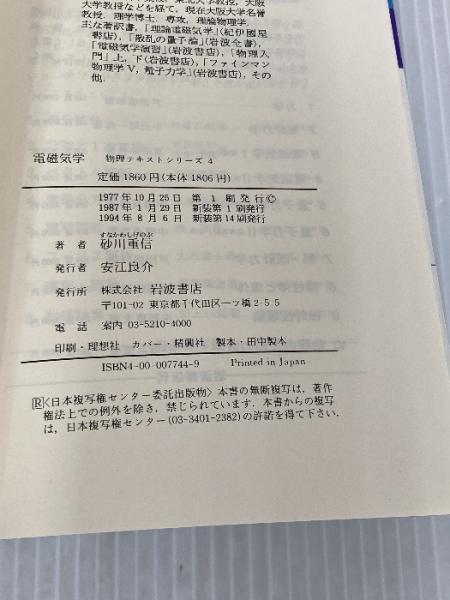 大学教授などを経て，現在大阪大学名誉
教授．理学博士．専攻，理論物理学．
主な著訳書，「理論電磁気学」(紀伊國屋
書店)，「散乱の量子論」(岩波全書)，
「電磁気学演習」(岩波書店)，「物理入
門」上，下(岩波書店)，「ファインマン
物理学 V，量子力学」(岩波書店)，その
他．
電磁気学 物理テキストシリーズ 4
定価 1860 円 (本体 1806 円)
1977 年 10 月 25 日 第 1 刷発行 ©
1987 年 1 月 29 日 新装第 1 刷発行
1994 年 8 月 6 日 新装第14刷発行
すなかわしげのぶ
著者 砂川重信
発行者 安江良介
発行所 株式会社 岩波書店
〒101-02 東京都千代田区一ツ橋 2-5-5
電話 案内 03-5210-4000
印刷・理想社 カバー・精興社 製本・田中製本
ISBN4-00-007744-9 Printed in Japan
Ⓡ〈日本複写権センター委託出版物〉 本書の無断複写は，著作
権法上での例外を除き，禁じられています．本書からの複写
は，日本複写権センター (03-3401-2382) の許諾を得て下さい．